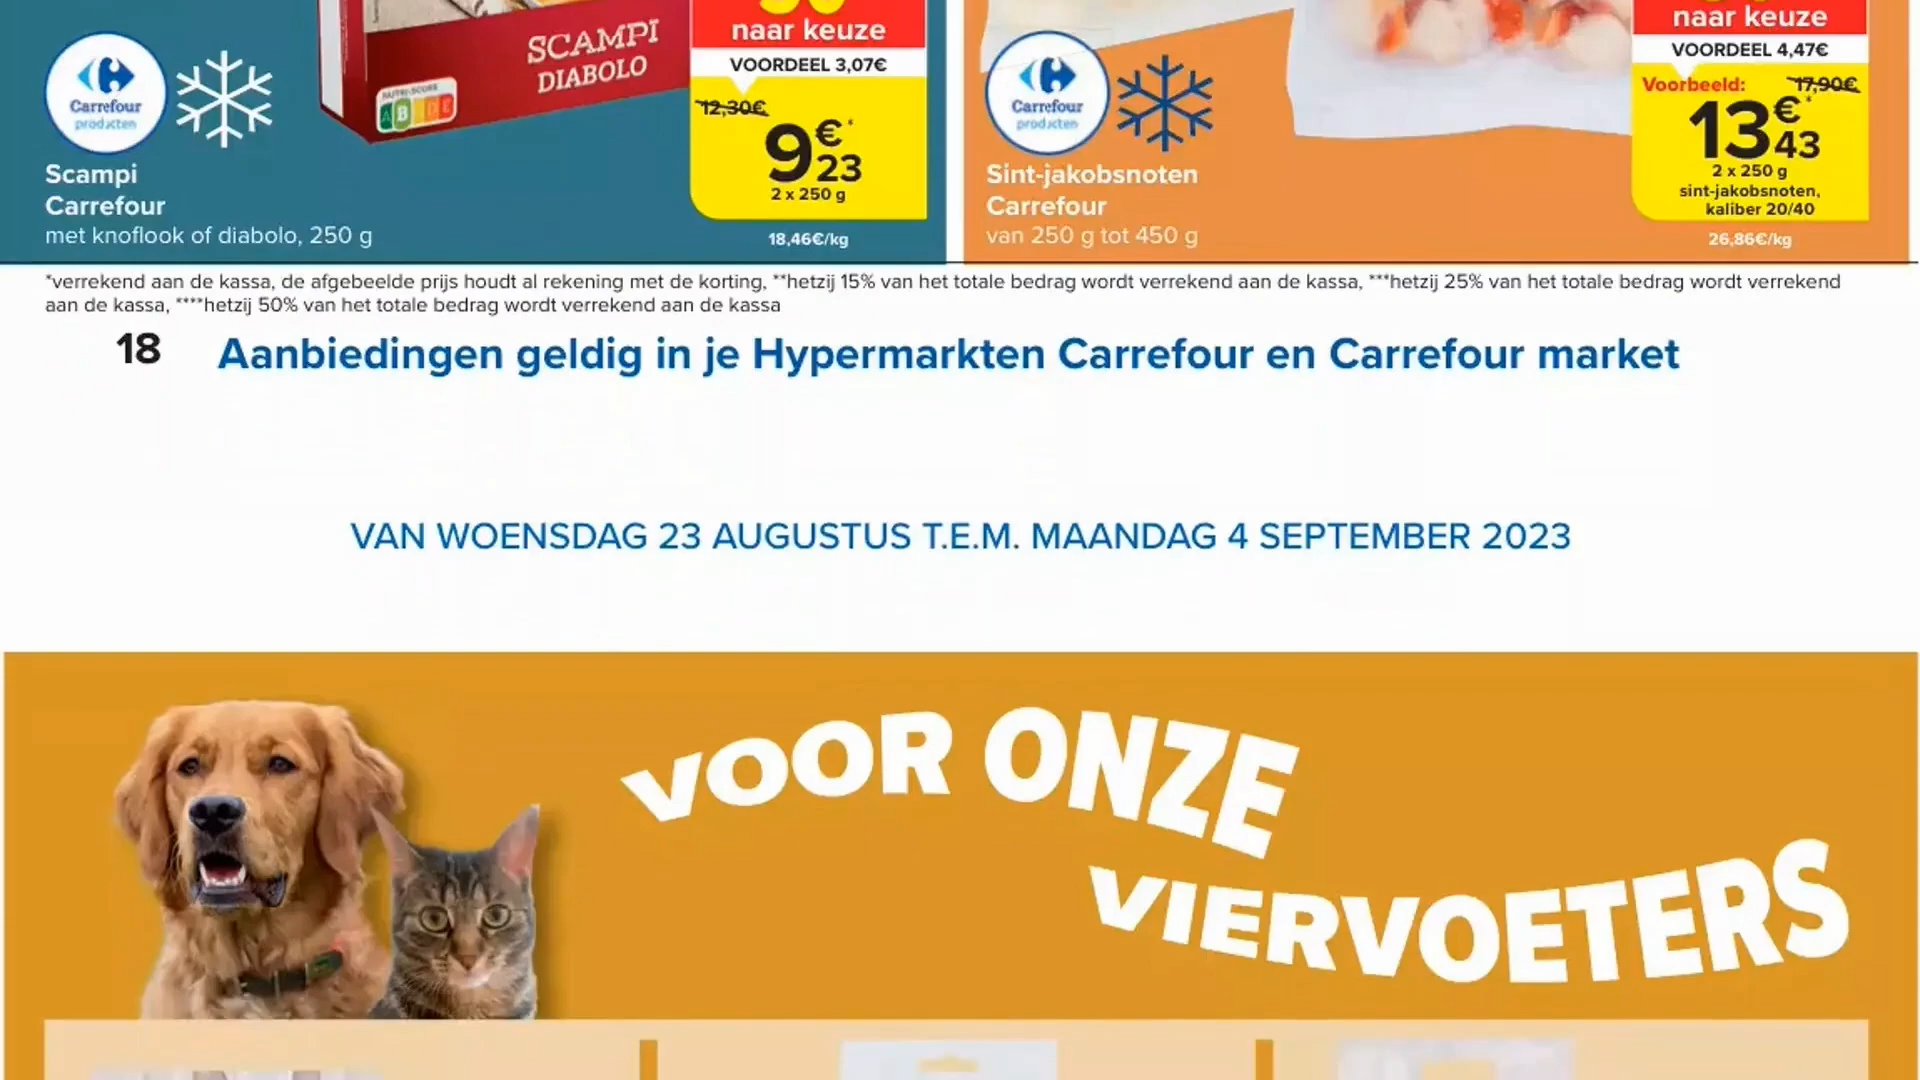 SCAMPI
DIABOLO
NUTRI-SCORE
A B C D E
Carrefour
producten
Scampi
Carrefour
met knoflook of diabolo, 250 g
naar keuze
VOORDEEL 3,07€
12,30€
9€*23
2 x 250 g
18,46€/kg
Carrefour
producten
Sint-jakobsnoten
Carrefour
van 250 g tot 450 g
naar keuze
VOORDEEL 4,47€
Voorbeeld: 17,90€
13€*43
2 x 250 g
sint-jakobsnoten,
kaliber 20/40
26,86€/kg
*verrekend aan de kassa, de afgebeelde prijs houdt al rekening met de korting, **hetzij 15% van het totale bedrag wordt verrekend aan de kassa, ***hetzij 25% van het totale bedrag wordt verrekend
aan de kassa, ****hetzij 50% van het totale bedrag wordt verrekend aan de kassa
18 Aanbiedingen geldig in je Hypermarkten Carrefour en Carrefour market
VAN WOENSDAG 23 AUGUSTUS T.E.M. MAANDAG 4 SEPTEMBER 2023
VOOR ONZE
VIERVOETERS